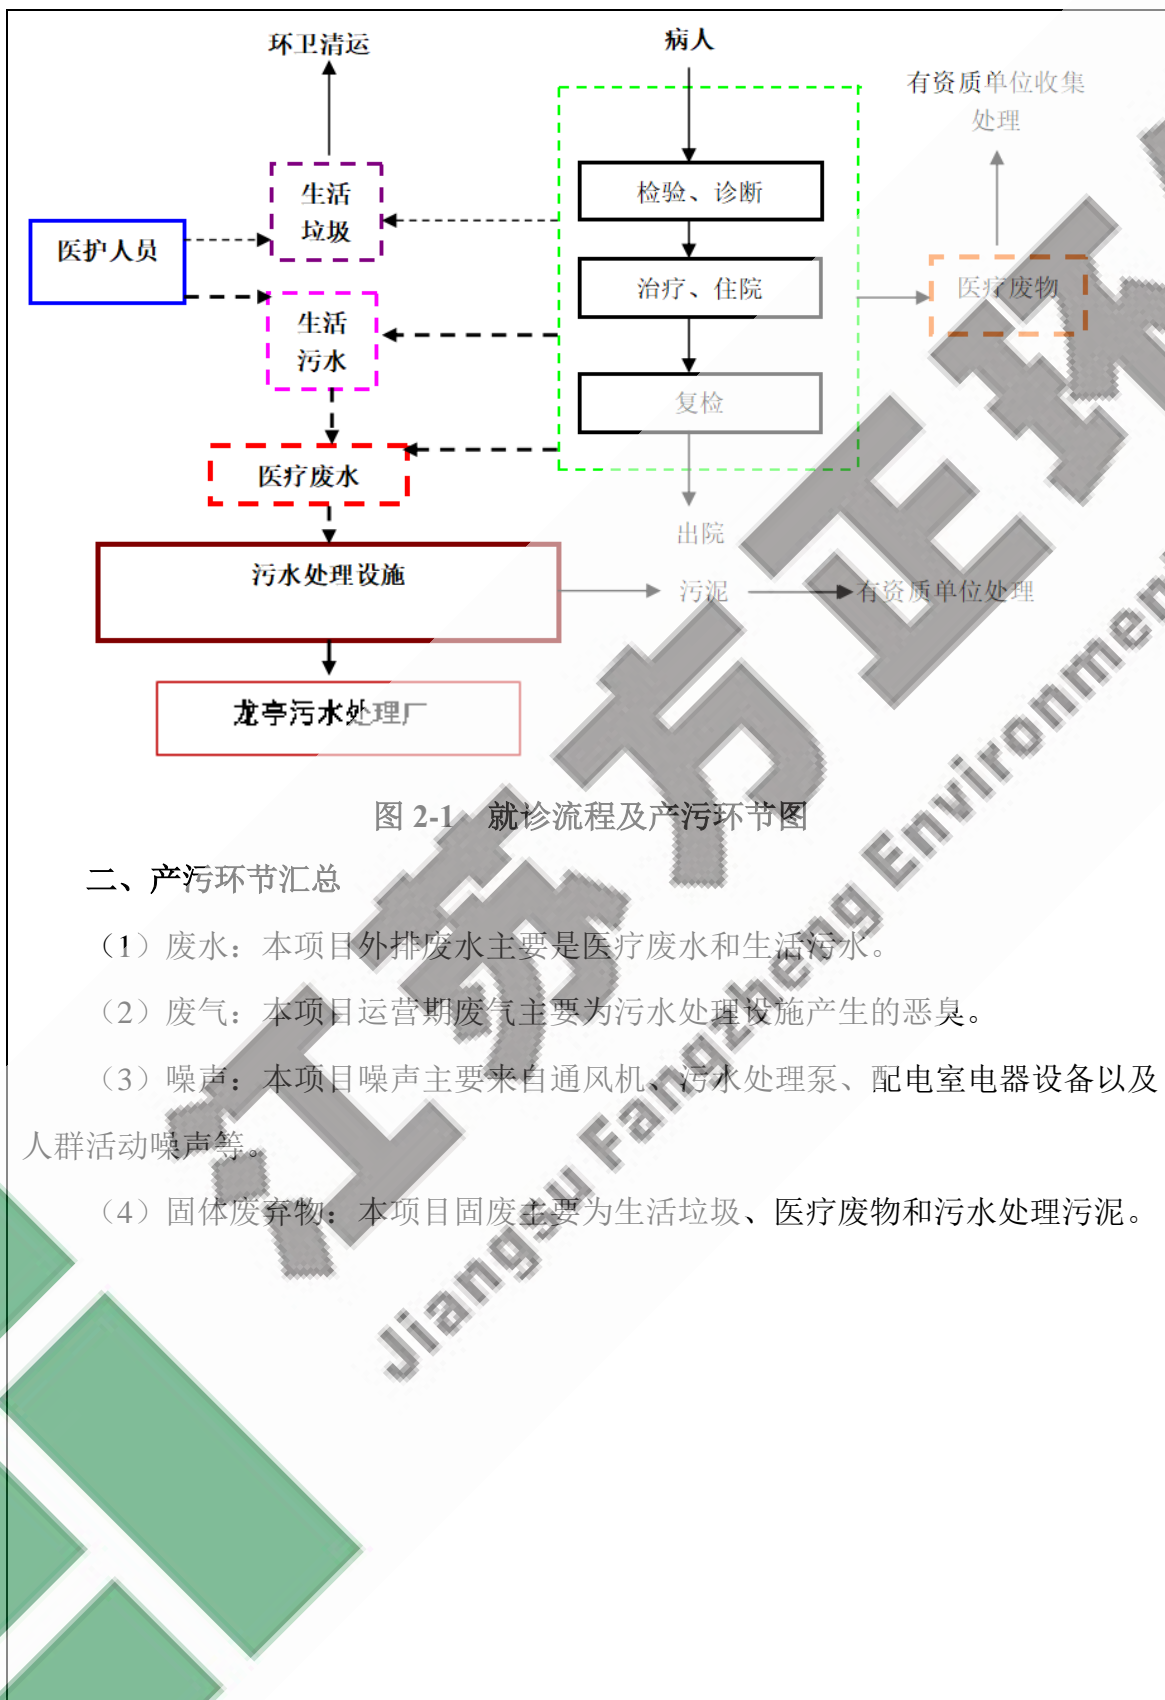 环卫清运
病人
有资质单位收集
处理
生活
垃圾
检验、诊断
医护人员
治疗、住院
医疗废物
生活
污水
复检
医疗废水
出院
污水处理设施
污泥
有资质单位处理
龙亭污水处理厂
图 2-1 就诊流程及产污环节图
二、产污环节汇总
（1）废水：本项目外排废水主要是医疗废水和生活污水。
（2）废气：本项目运营期废气主要为污水处理设施产生的恶臭。
（3）噪声：本项目噪声主要来自通风机、污水处理泵、配电室电器设备以及
人群活动噪声等。
（4）固体废弃物：本项目固废主要为生活垃圾、医疗废物和污水处理污泥。
江苏方正环
Jiangsu Fangzheng Environmen